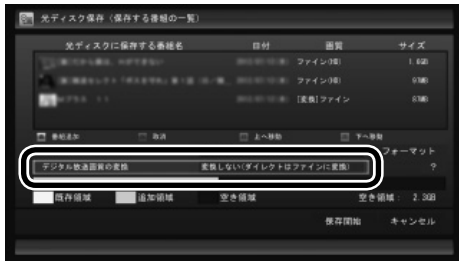 光ディスク保存〈保存する番組の一覧〉
光ディスクに保存する番組名 日付 画質 サイズ
ファイン(HE) 1.6GB
ファイン(HE) 97MB
[変換]ファイン 87MB
番組追加 取消 上へ移動 下へ移動
フォーマット
デジタル放送画質の変換 変換しない(ダイレクトはファインに変換) ?
既存領域 追加領域 空き領域 空き領域: 2.3GB
保存開始 キャンセル